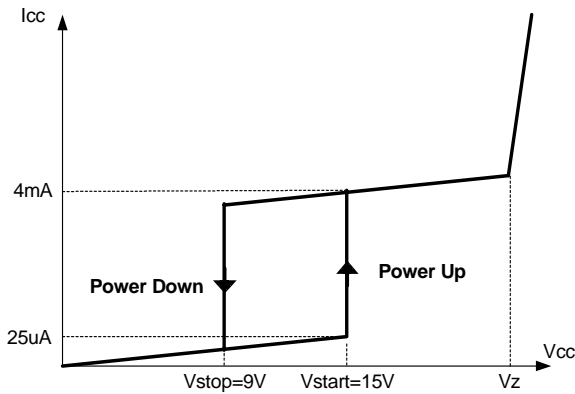 Icc
4mA
Power Down
Power Up
25uA
Vcc
Vstop=9V
Vstart=15V
Vz